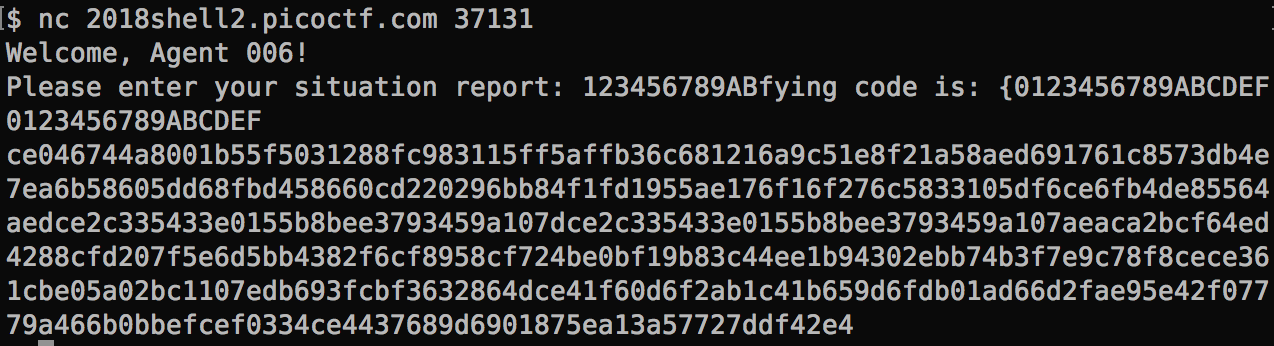 $ nc 2018shell2.picoctf.com 37131
Welcome, Agent 006!
Please enter your situation report: 123456789ABfying code is: {0123456789ABCDEF
0123456789ABCDEF
ce046744a8001b55f5031288fc983115ff5affb36c681216a9c51e8f21a58aed691761c8573db4e
7ea6b58605dd68fbd458660cd220296bb84f1fd1955ae176f16f276c5833105df6ce6fb4de85564
aedce2c335433e0155b8bee3793459a107dce2c335433e0155b8bee3793459a107aeaca2bcf64ed
4288cfd207f5e6d5bb4382f6cf8958cf724be0bf19b83c44ee1b94302ebb74b3f7e9c78f8cece36
1cbe05a02bc1107edb693fcbf3632864dce41f60d6f2ab1c41b659d6fdb01ad66d2fae95e42f077
79a466b0bbefcef0334ce4437689d6901875ea13a57727ddf42e4